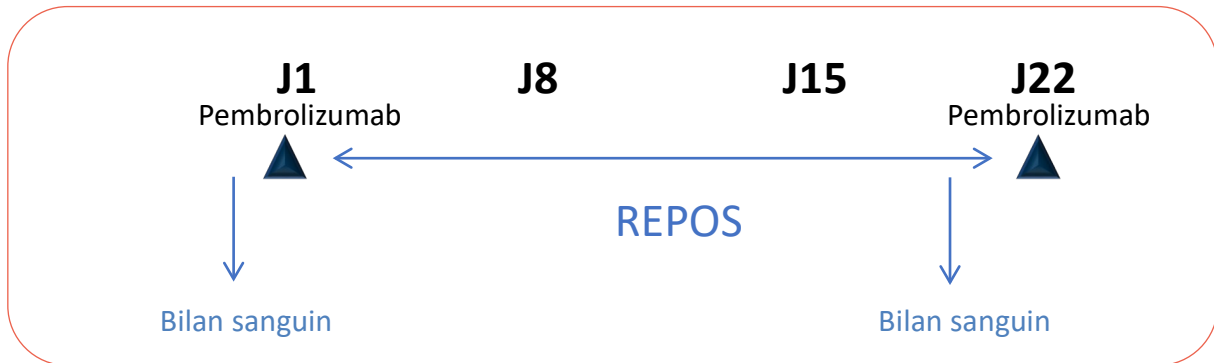 J1 J8 J15 J22
Pembrolizumab Pembrolizumab
REPOS
Bilan sanguin Bilan sanguin